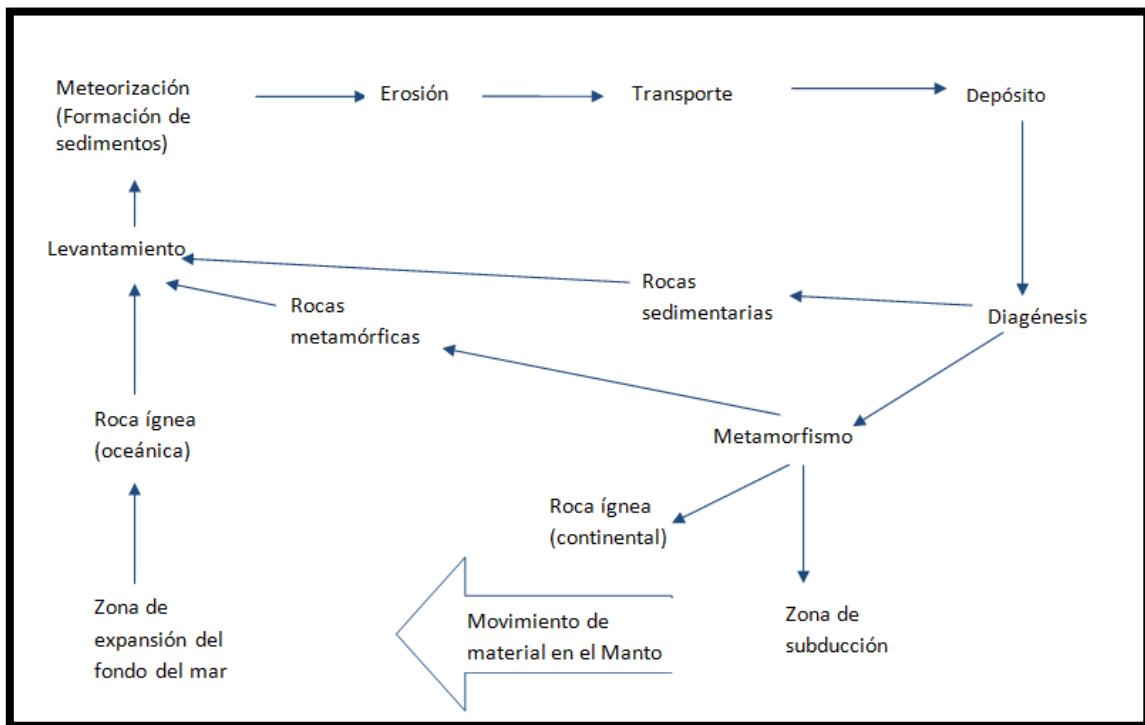 Meteorización
(Formación de
sedimentos)
Erosión
Transporte
Depósito
Levantamiento
Rocas
metamórficas
Rocas
sedimentarias
Diagénesis
Roca ígnea
(oceánica)
Metamorfismo
Roca ígnea
(continental)
Zona de
expansión del
fondo del mar
Movimiento de
material en el Manto
Zona de
subducción